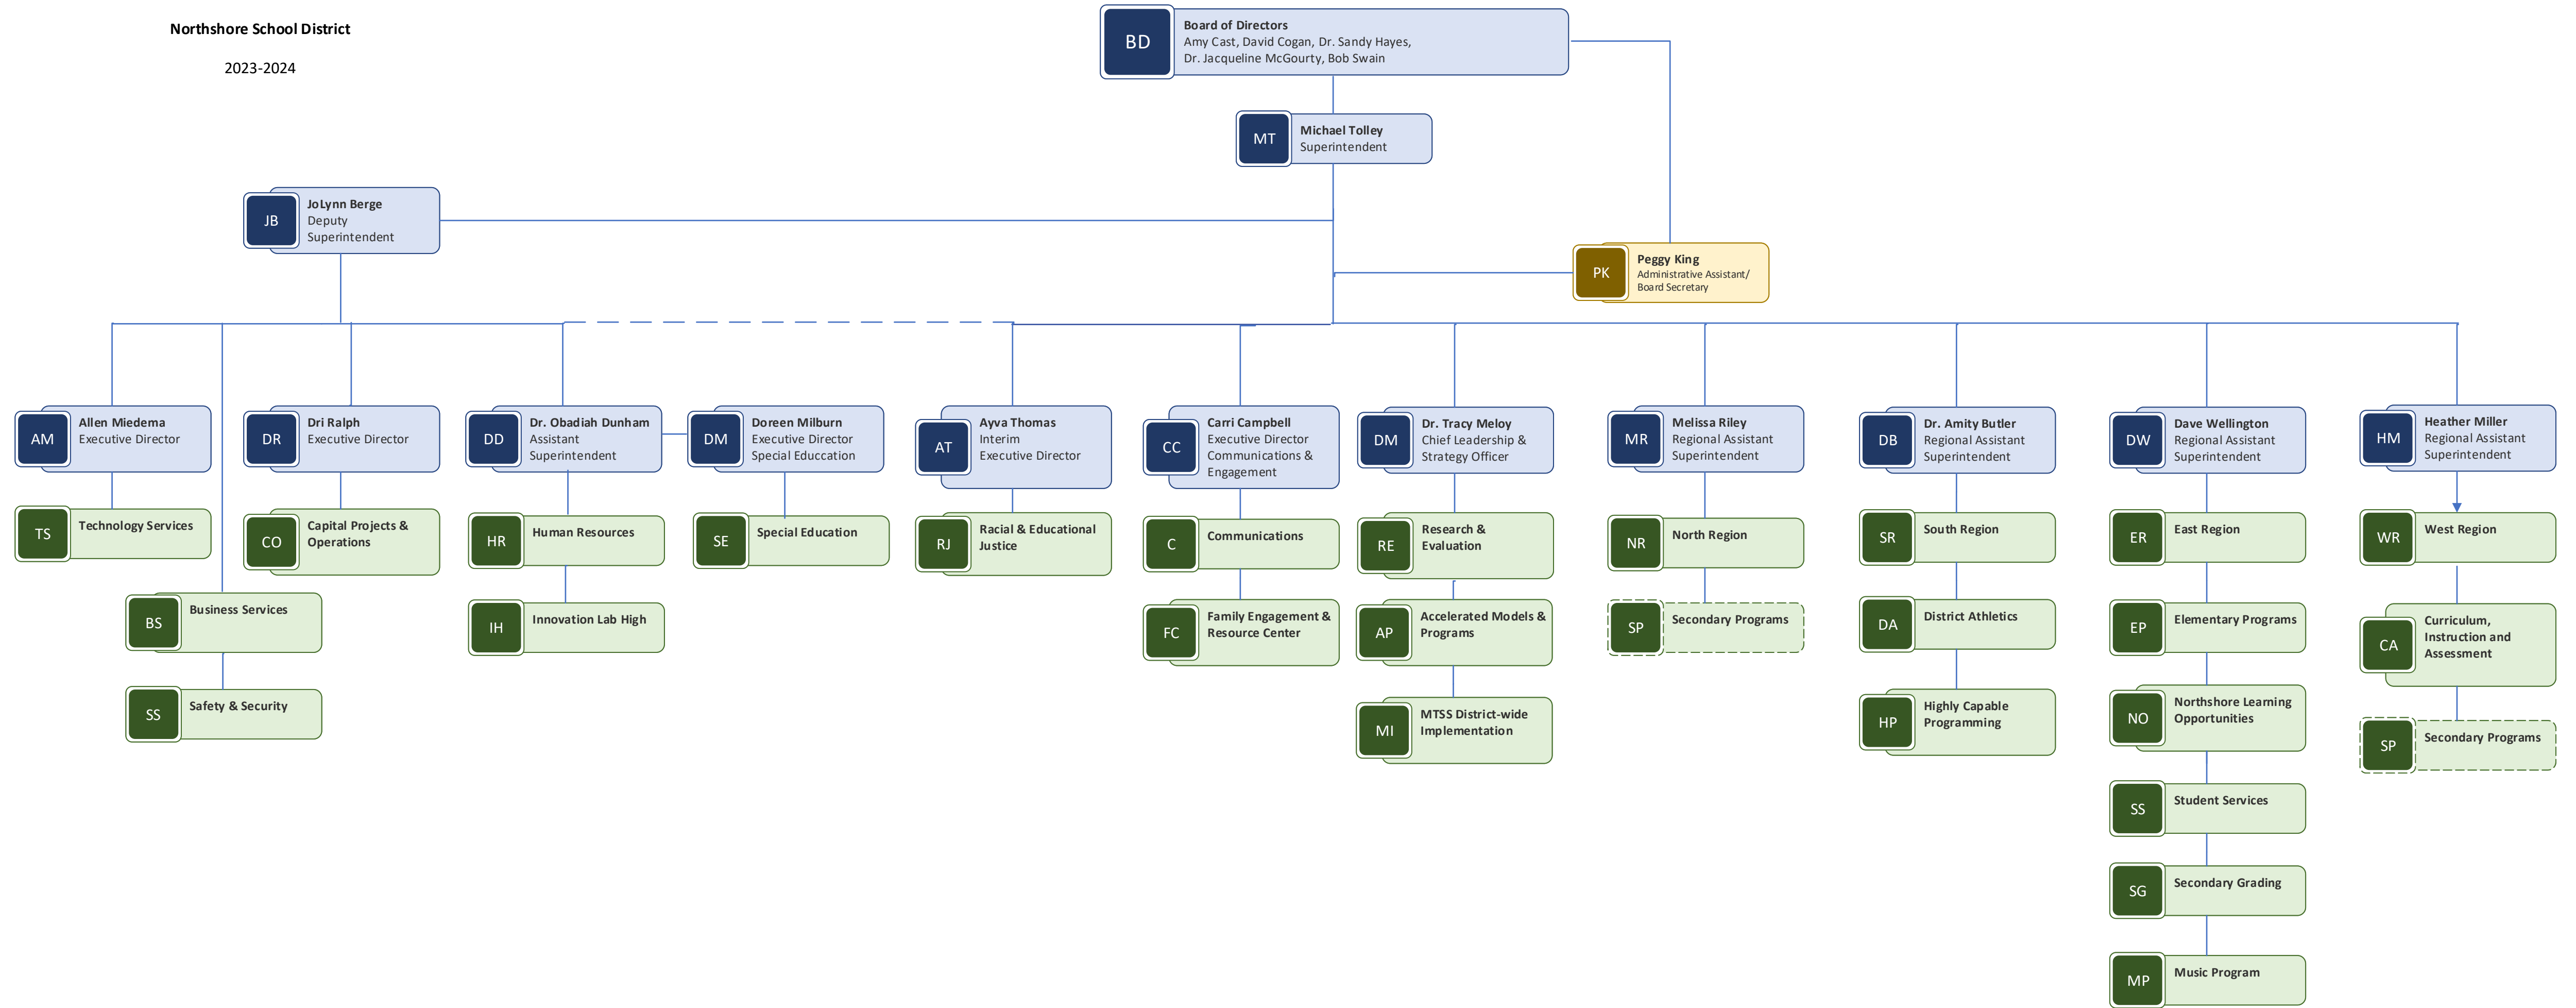 Northshore School District
2023-2024
BD
Board of Directors
Amy Cast, David Cogan, Dr. Sandy Hayes,
Dr. Jacqueline McGourty, Bob Swain
MT
Michael Tolley
Superintendent
JB
JoLynn Berge
Deputy
Superintendent
PK
Peggy King
Administrative Assistant/
Board Secretary
AM
Allen Miedema
Executive Director
DR
Dri Ralph
Executive Director
DD
Dr. Obadiah Dunham
Assistant
Superintendent
DM
Doreen Milburn
Executive Director
Special Educcation
AT
Ayva Thomas
Interim
Executive Director
CC
Carri Campbell
Executive Director
Communications &
Engagement
DM
Dr. Tracy Meloy
Chief Leadership &
Strategy Officer
MR
Melissa Riley
Regional Assistant
Superintendent
DB
Dr. Amity Butler
Regional Assistant
Superintendent
DW
Dave Wellington
Regional Assistant
Superintendent
HM
Heather Miller
Regional Assistant
Superintendent
TS
Technology Services
CO
Capital Projects &
Operations
HR
Human Resources
SE
Special Education
RJ
Racial & Educational
Justice
C
Communications
RE
Research &
Evaluation
NR
North Region
SR
South Region
ER
East Region
WR
West Region
BS
Business Services
IH
Innovation Lab High
FC
Family Engagement &
Resource Center
AP
Accelerated Models &
Programs
SP
Secondary Programs
DA
District Athletics
EP
Elementary Programs
CA
Curriculum,
Instruction and
Assessment
SS
Safety & Security
MI
MTSS District-wide
Implementation
HP
Highly Capable
Programming
NO
Northshore Learning
Opportunities
SP
Secondary Programs
SS
Student Services
SG
Secondary Grading
MP
Music Program